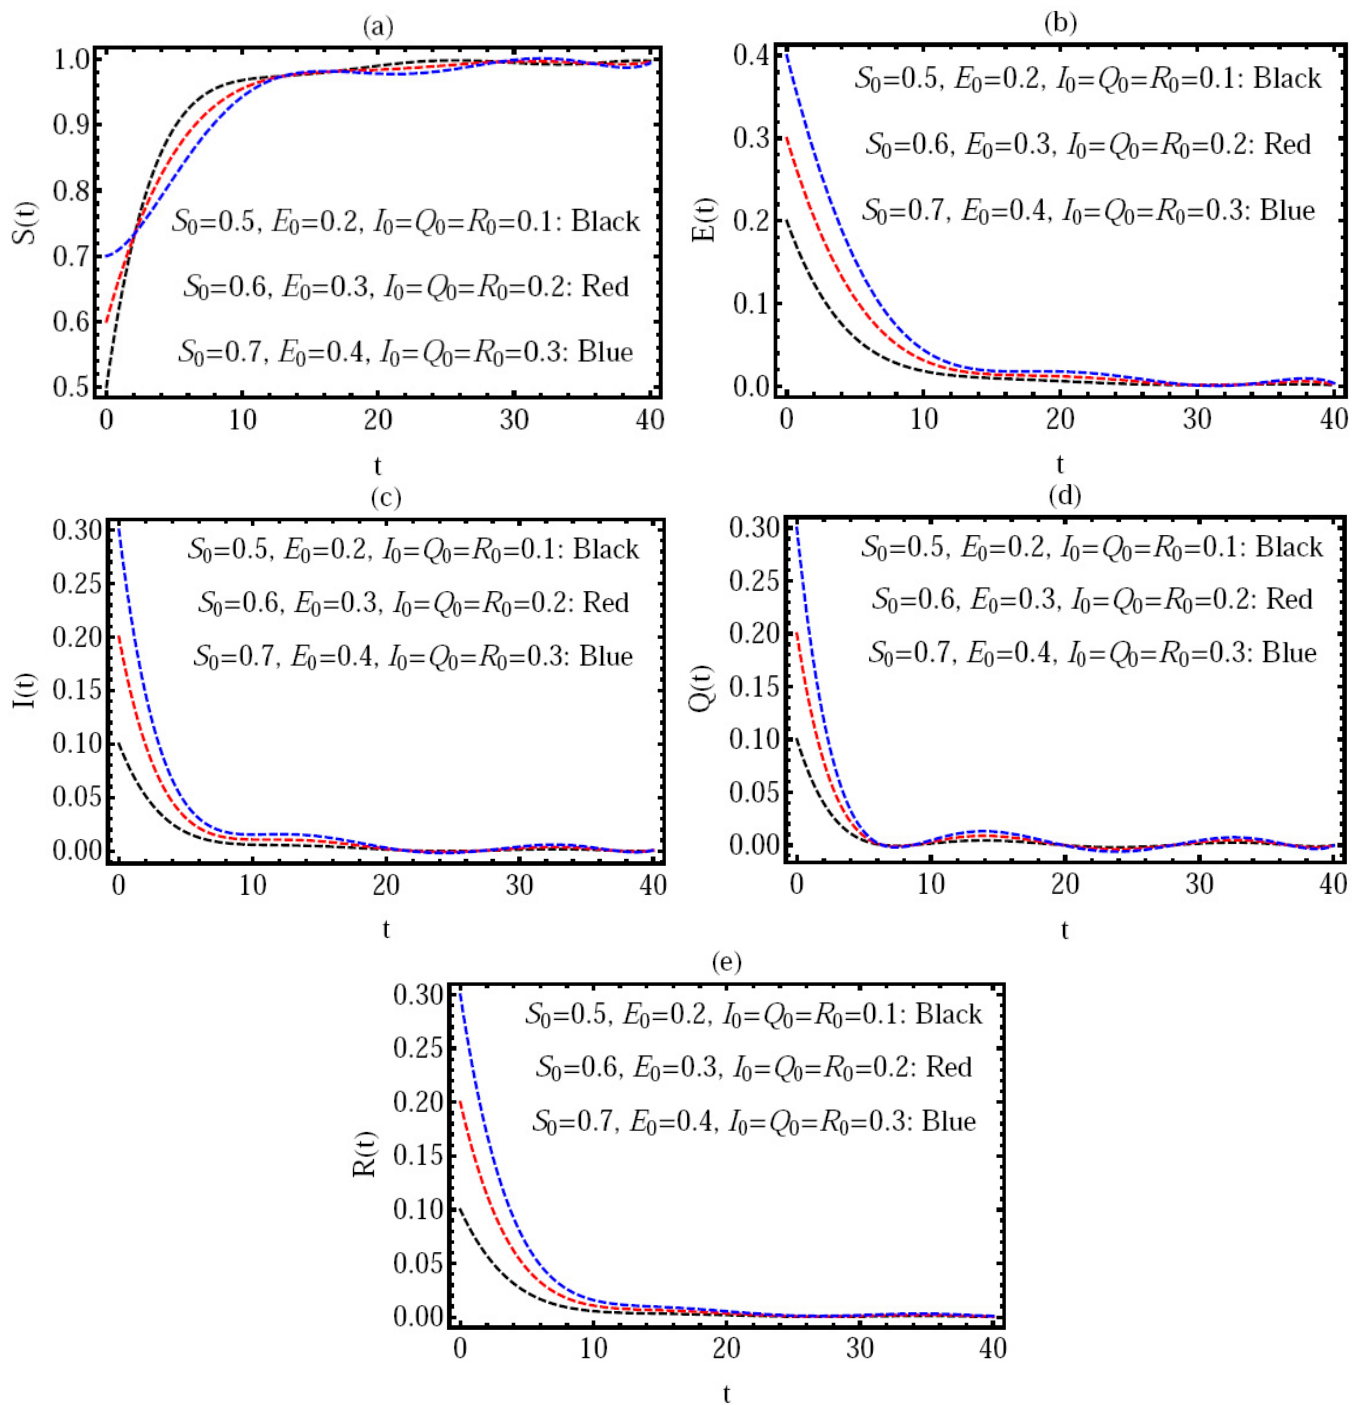 (a)
S(t)
1.0
0.9
0.8
0.7
0.6
0.5
S₀=0.5, E₀=0.2, I₀=Q₀=R₀=0.1: Black
S₀=0.6, E₀=0.3, I₀=Q₀=R₀=0.2: Red
S₀=0.7, E₀=0.4, I₀=Q₀=R₀=0.3: Blue
0 10 20 30 40
t
(b)
E(t)
0.4
0.3
0.2
0.1
0.0
S₀=0.5, E₀=0.2, I₀=Q₀=R₀=0.1: Black
S₀=0.6, E₀=0.3, I₀=Q₀=R₀=0.2: Red
S₀=0.7, E₀=0.4, I₀=Q₀=R₀=0.3: Blue
0 10 20 30 40
t
(c)
I(t)
0.30
0.25
0.20
0.15
0.10
0.05
0.00
S₀=0.5, E₀=0.2, I₀=Q₀=R₀=0.1: Black
S₀=0.6, E₀=0.3, I₀=Q₀=R₀=0.2: Red
S₀=0.7, E₀=0.4, I₀=Q₀=R₀=0.3: Blue
0 10 20 30 40
t
(d)
Q(t)
0.30
0.25
0.20
0.15
0.10
0.05
0.00
S₀=0.5, E₀=0.2, I₀=Q₀=R₀=0.1: Black
S₀=0.6, E₀=0.3, I₀=Q₀=R₀=0.2: Red
S₀=0.7, E₀=0.4, I₀=Q₀=R₀=0.3: Blue
0 10 20 30 40
t
(e)
R(t)
0.30
0.25
0.20
0.15
0.10
0.05
0.00
S₀=0.5, E₀=0.2, I₀=Q₀=R₀=0.1: Black
S₀=0.6, E₀=0.3, I₀=Q₀=R₀=0.2: Red
S₀=0.7, E₀=0.4, I₀=Q₀=R₀=0.3: Blue
0 10 20 30 40
t